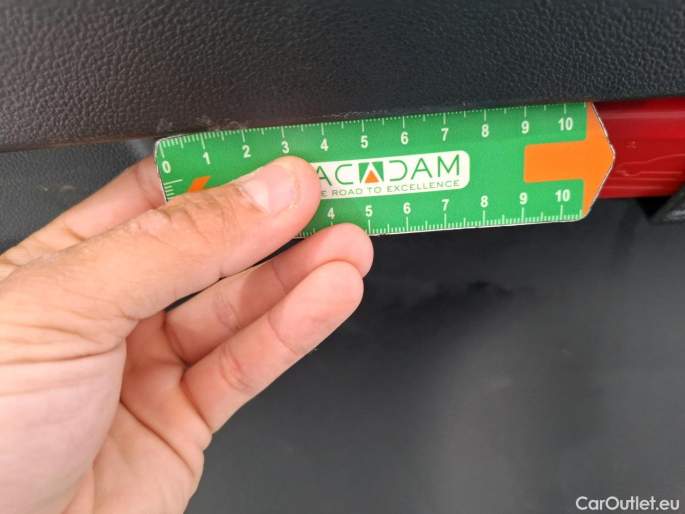 0 1 2 3 4 5 6 7 8 9 10
ACADAM
E ROAD TO EXCELLENCE
4 5 6 7 8 9 10
CarOutlet.eu